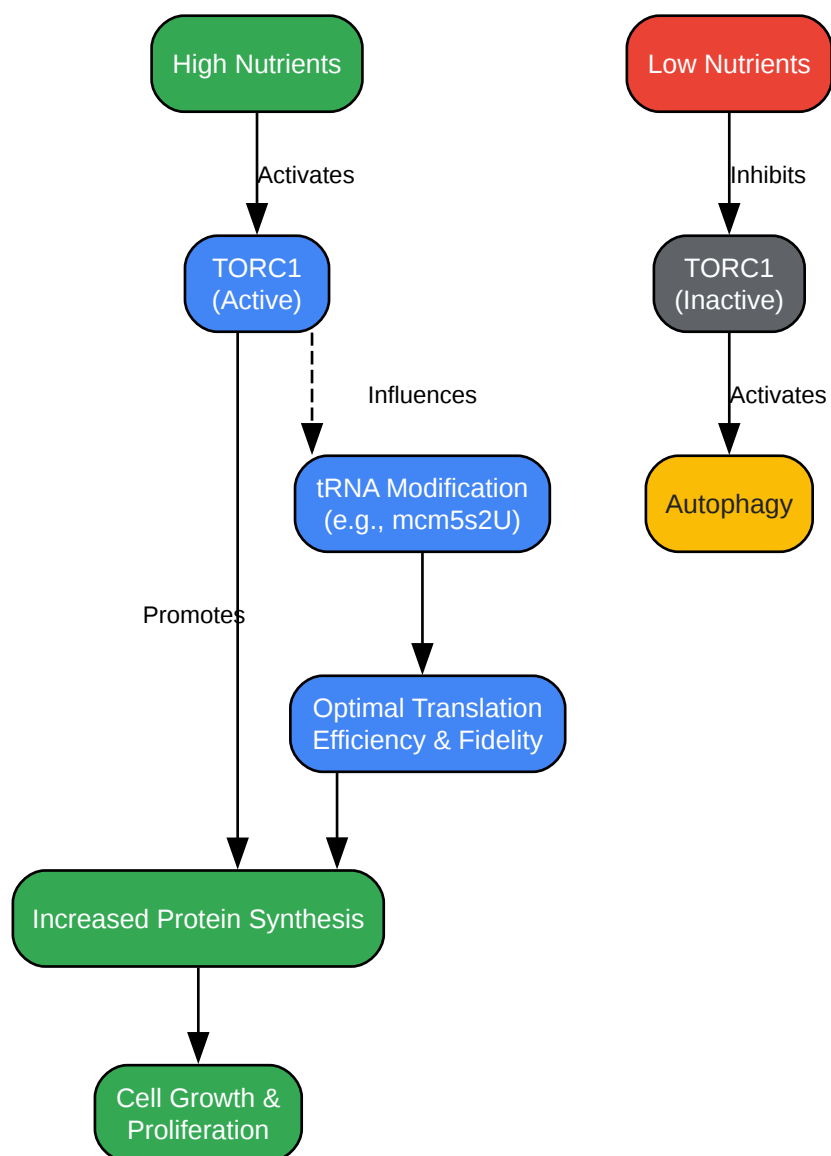 High Nutrients
Low Nutrients
Activates
Inhibits
TORC1
(Active)
TORC1
(Inactive)
Influences
Activates
tRNA Modification
(e.g., mcm5s2U)
Autophagy
Promotes
Optimal Translation
Efficiency & Fidelity
Increased Protein Synthesis
Cell Growth &
Proliferation